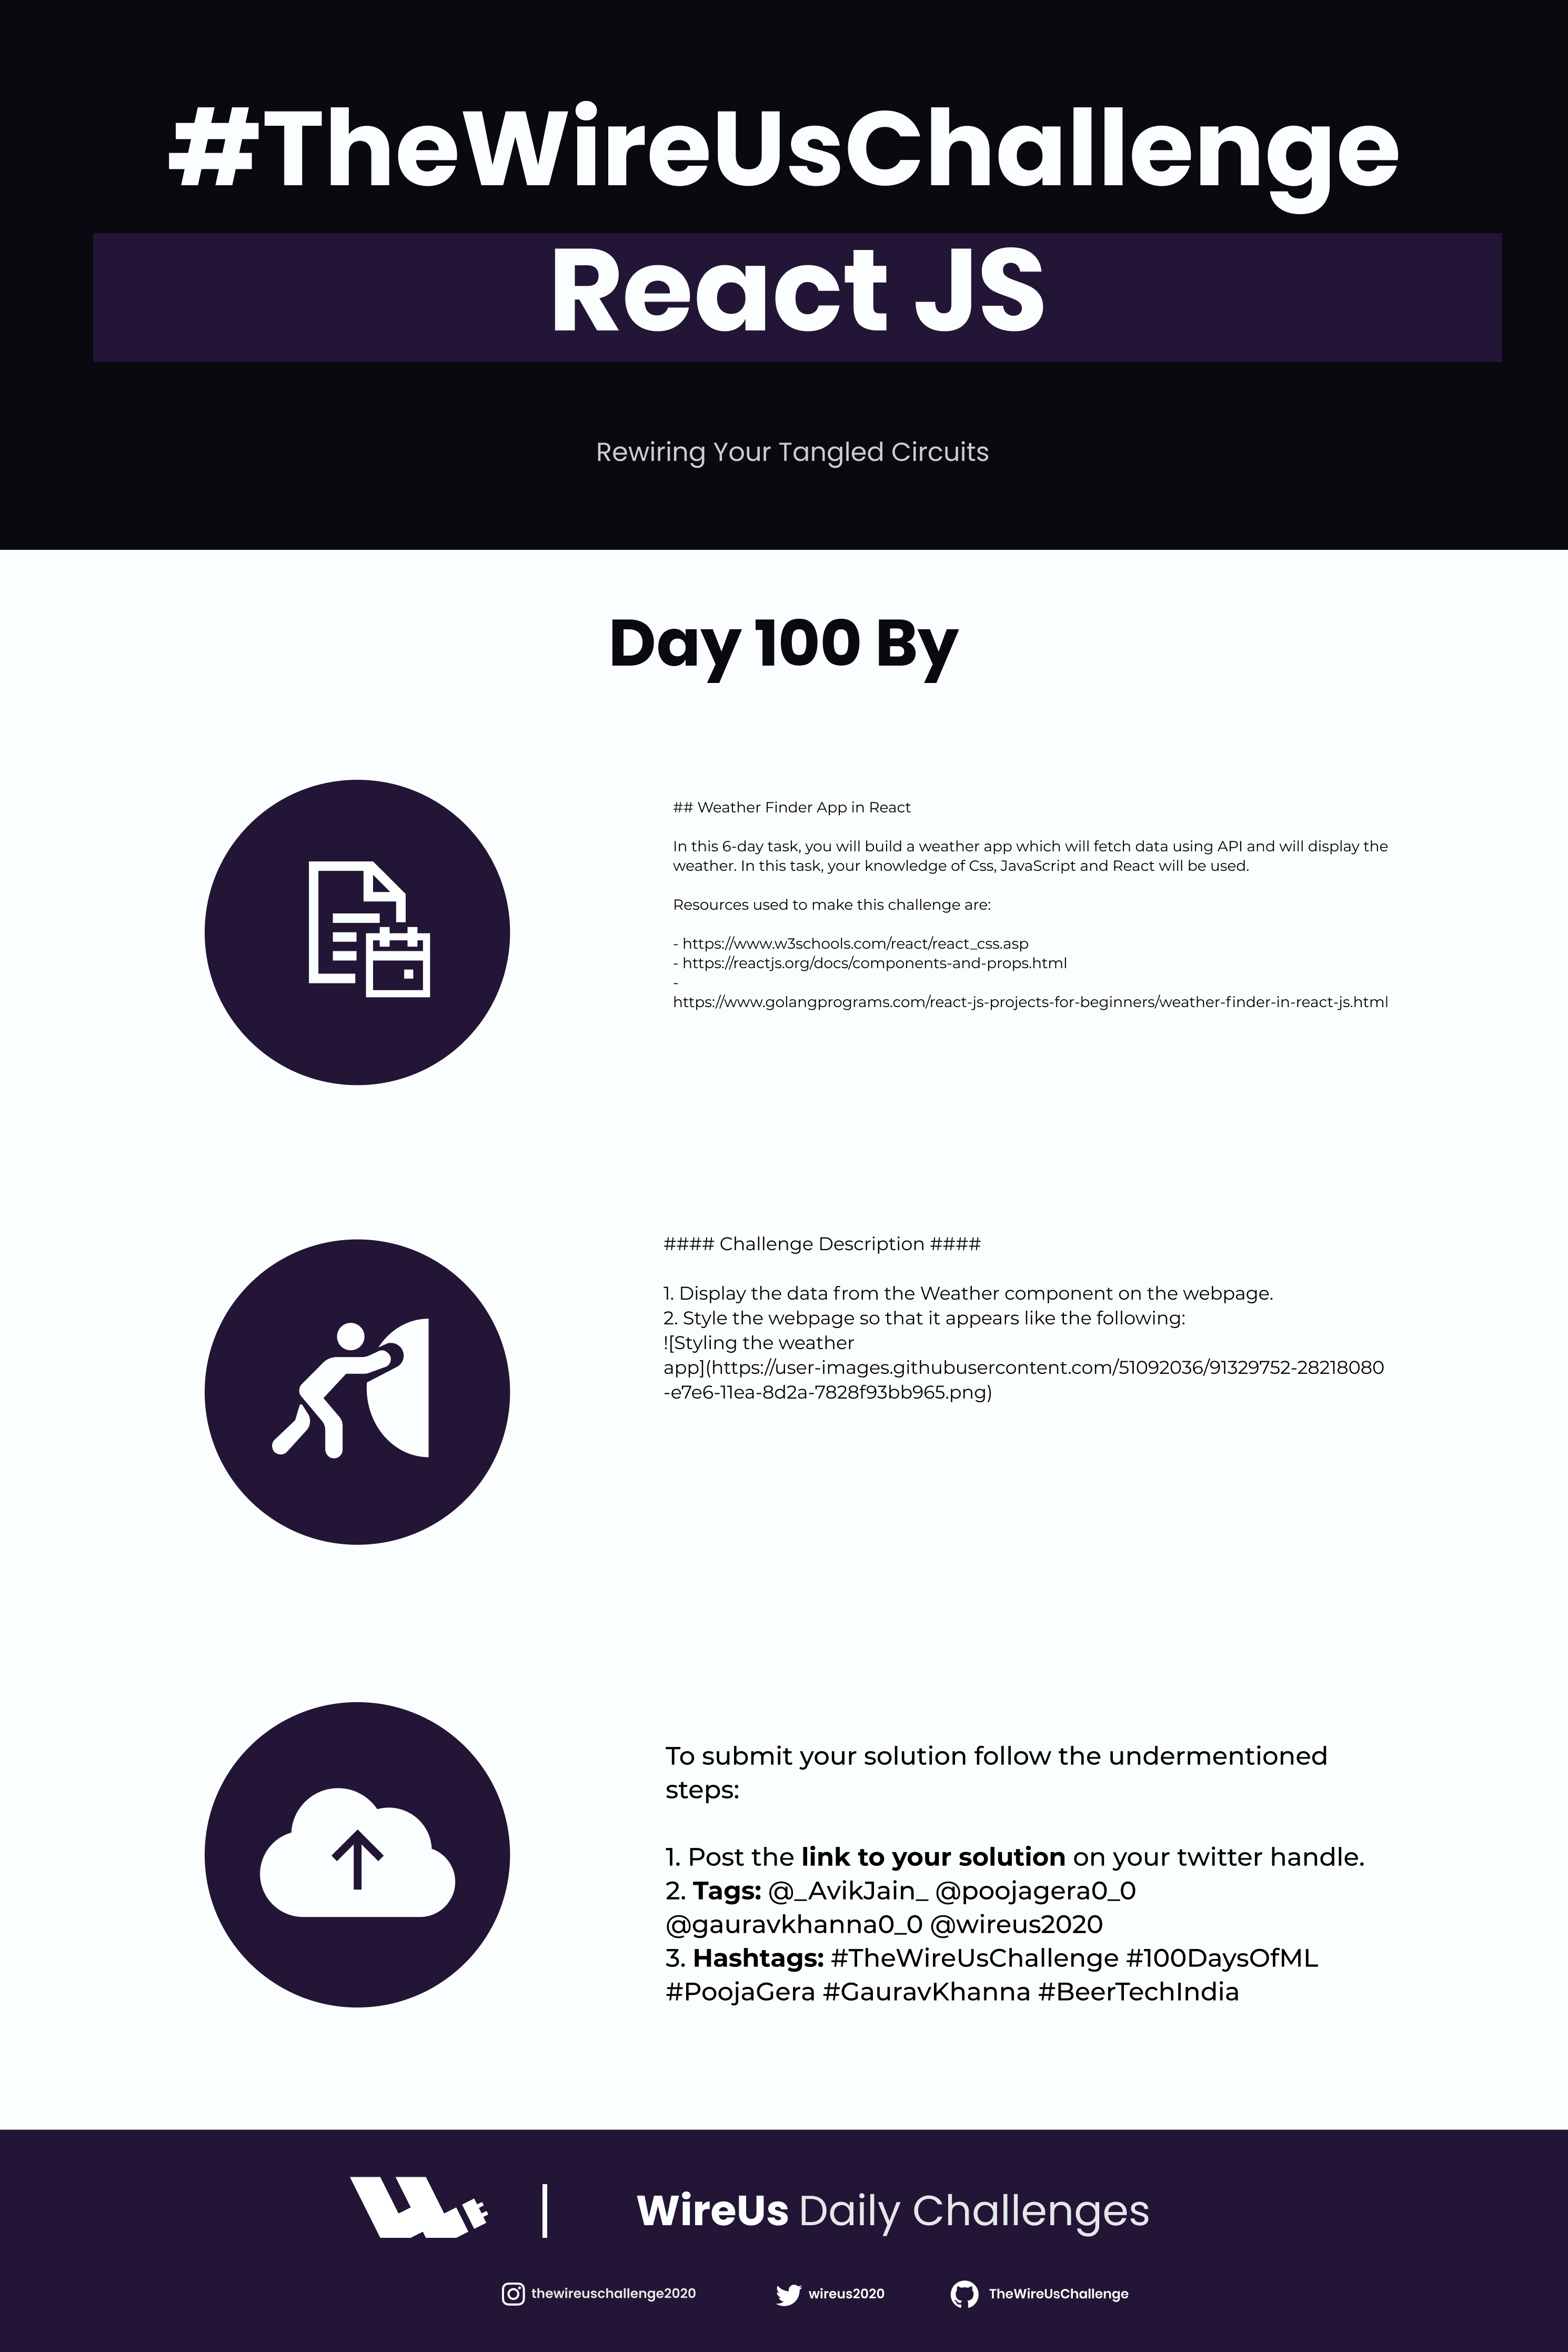 #TheWireUsChallenge
React JS
Rewiring Your Tangled Circuits
Day 100 By
## Weather Finder App in React
In this 6-day task, you will build a weather app which will fetch data using API and will display the
weather. In this task, your knowledge of Css, JavaScript and React will be used.
Resources used to make this challenge are:
- https://www.w3schools.com/react/react_css.asp
- https://reactjs.org/docs/components-and-props.html
-
https://www.golangprograms.com/react-js-projects-for-beginners/weather-finder-in-react-js.html
#### Challenge Description ####
1. Display the data from the Weather component on the webpage.
2. Style the webpage so that it appears like the following:
![Styling the weather
app](https://user-images.githubusercontent.com/51092036/91329752-28218080
-e7e6-11ea-8d2a-7828f93bb965.png)
To submit your solution follow the undermentioned
steps:
1. Post the link to your solution on your twitter handle.
2. Tags: @_AvikJain_ @poojagera0_0
@gauravkhanna0_0 @wireus2020
3. Hashtags: #TheWireUsChallenge #100DaysOfML
#PoojaGera #GauravKhanna #BeerTechIndia
WireUs Daily Challenges
thewireuschallenge2020 wireus2020 TheWireUsChallenge